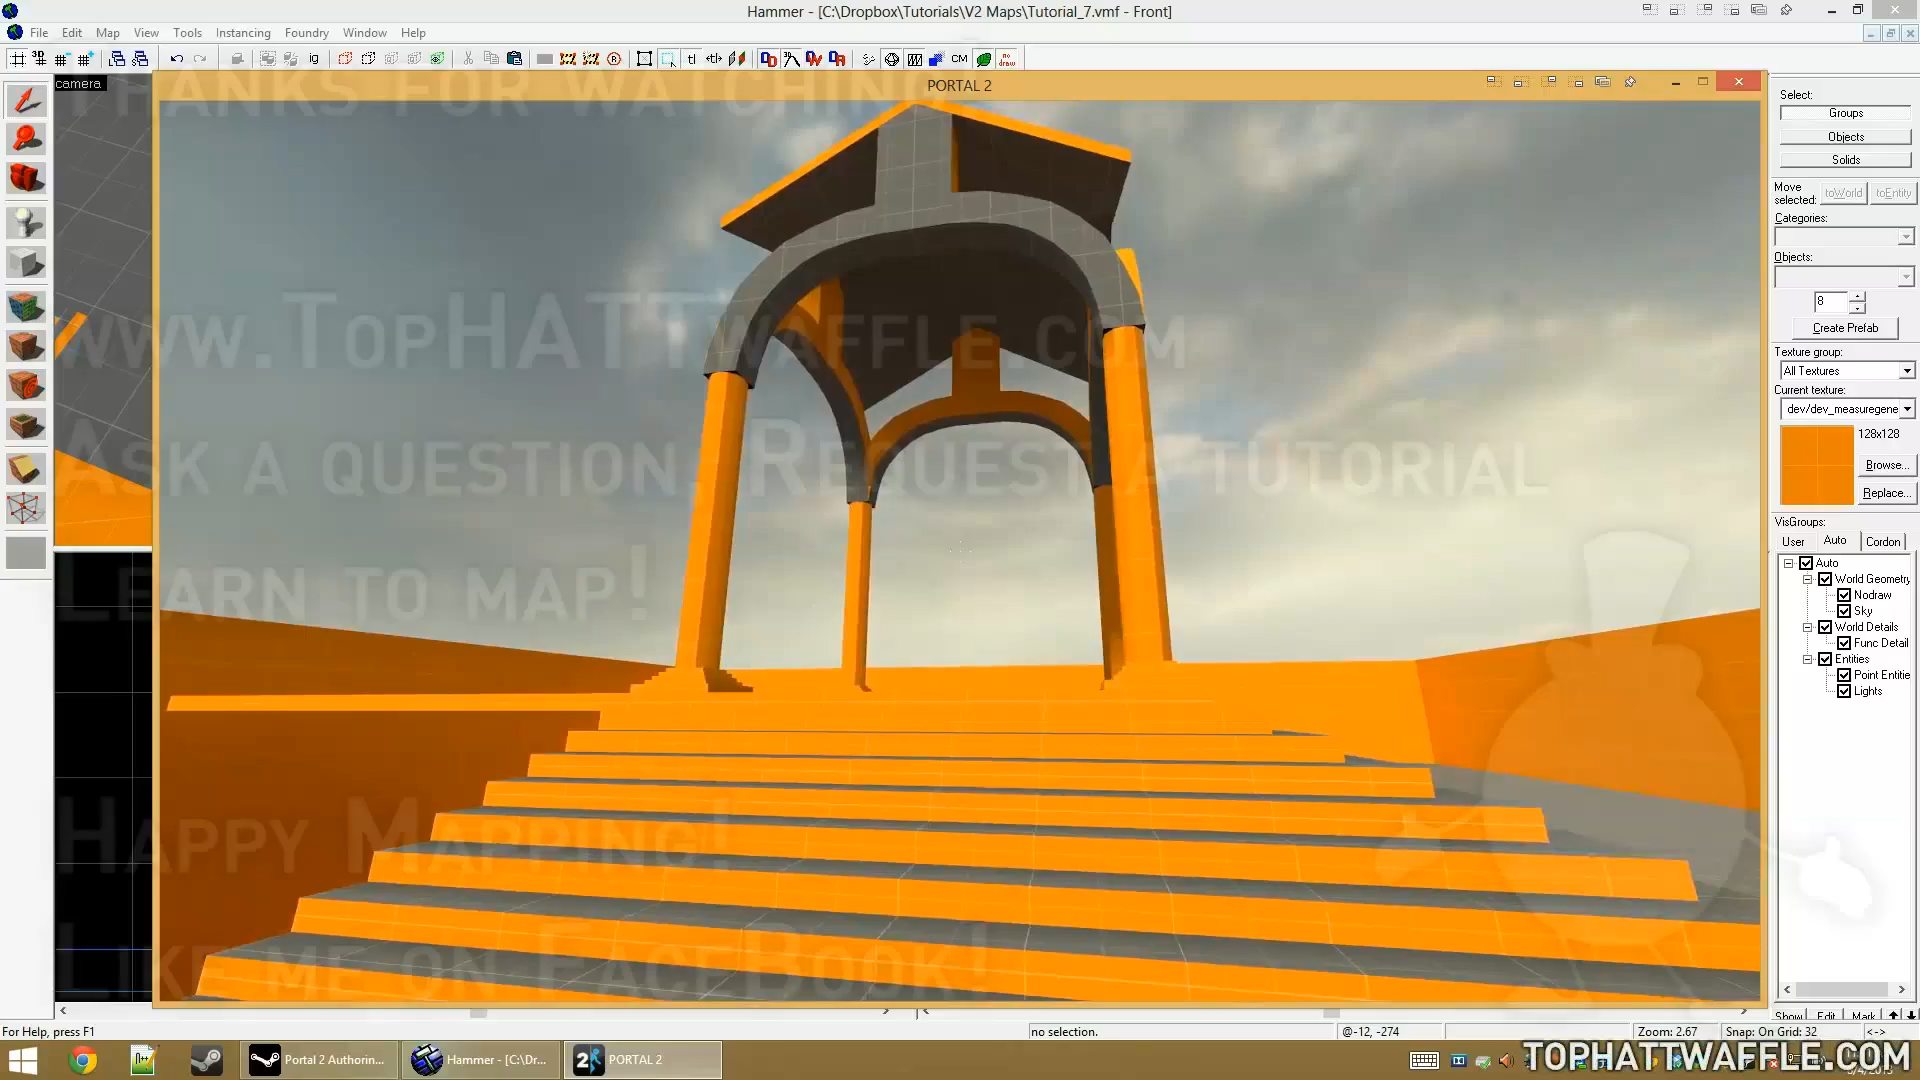 Hammer - [C:\Dropbox\Tutorials\V2 Maps\Tutorial_7.vmf - Front]
File Edit Map View Tools Instancing Foundry Window Help
camera
THANKS FOR WATCHING
PORTAL 2
www.TopHATTwaffle.com
Ask a question, Request a tutorial
Learn to map!
Happy Mapping!
Like me on FaceBook!
Select:
Groups
Objects
Solids
Move selected: toWorld toEntity
Categories:
Objects:
8
Create Prefab
Texture group:
All Textures
Current texture:
dev/dev_measuregene
128x128
Browse...
Replace...
VisGroups:
User Auto Cordon
Auto
World Geometry
Nodraw
Sky
World Details
Func Detail
Entities
Point Entitie
Lights
Show Edit Mark
For Help, press F1
no selection.
@-12, -274
Zoom: 2.67
Snap: On Grid: 32
<->
Portal 2 Authorin...
Hammer - [C:\Dr...
PORTAL 2
TOPHATTWAFFLE.COM